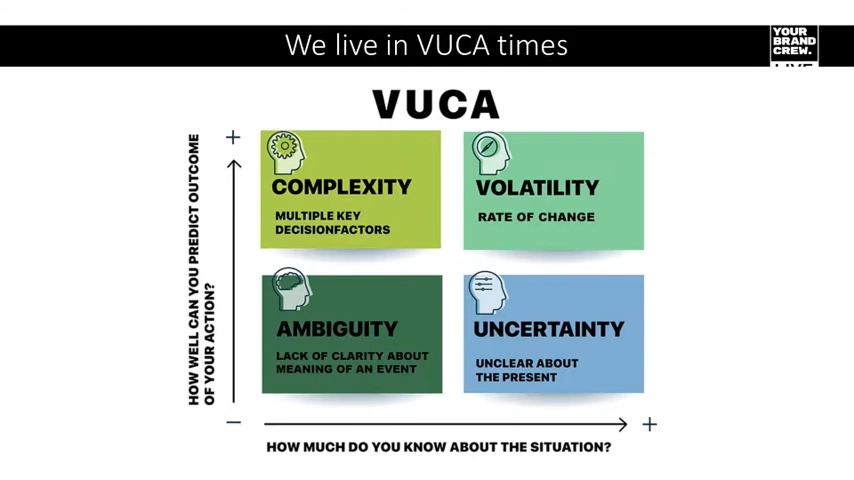 We live in VUCA times
YOUR
BRAND
CREW.
LIVE
VUCA
HOW WELL CAN YOU PREDICT OUTCOME
OF YOUR ACTION?
+
COMPLEXITY
MULTIPLE KEY
DECISIONFACTORS
VOLATILITY
RATE OF CHANGE
AMBIGUITY
LACK OF CLARITY ABOUT
MEANING OF AN EVENT
UNCERTAINTY
UNCLEAR ABOUT
THE PRESENT
−
+
HOW MUCH DO YOU KNOW ABOUT THE SITUATION?